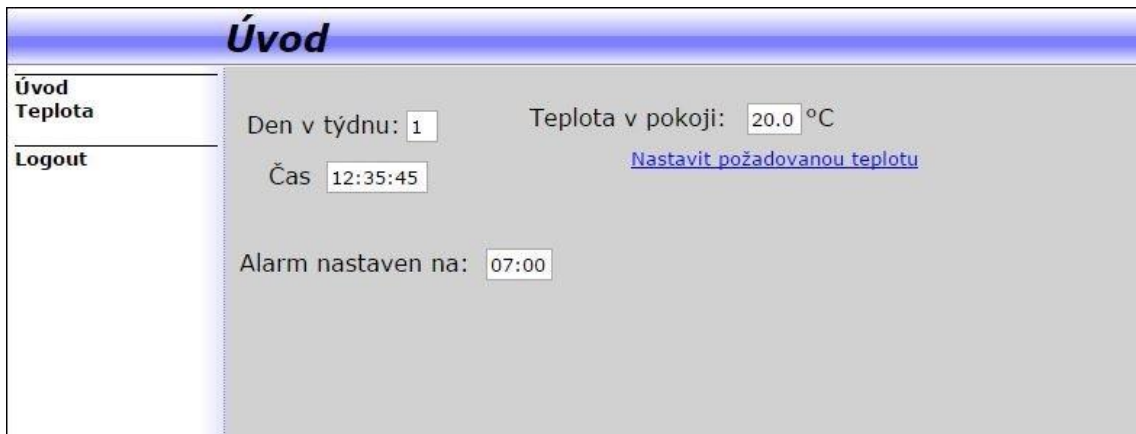 Úvod
Úvod
Teplota
Logout
Den v týdnu: 1
Teplota v pokoji: 20.0 °C
Nastavit požadovanou teplotu
Čas 12:35:45
Alarm nastaven na: 07:00